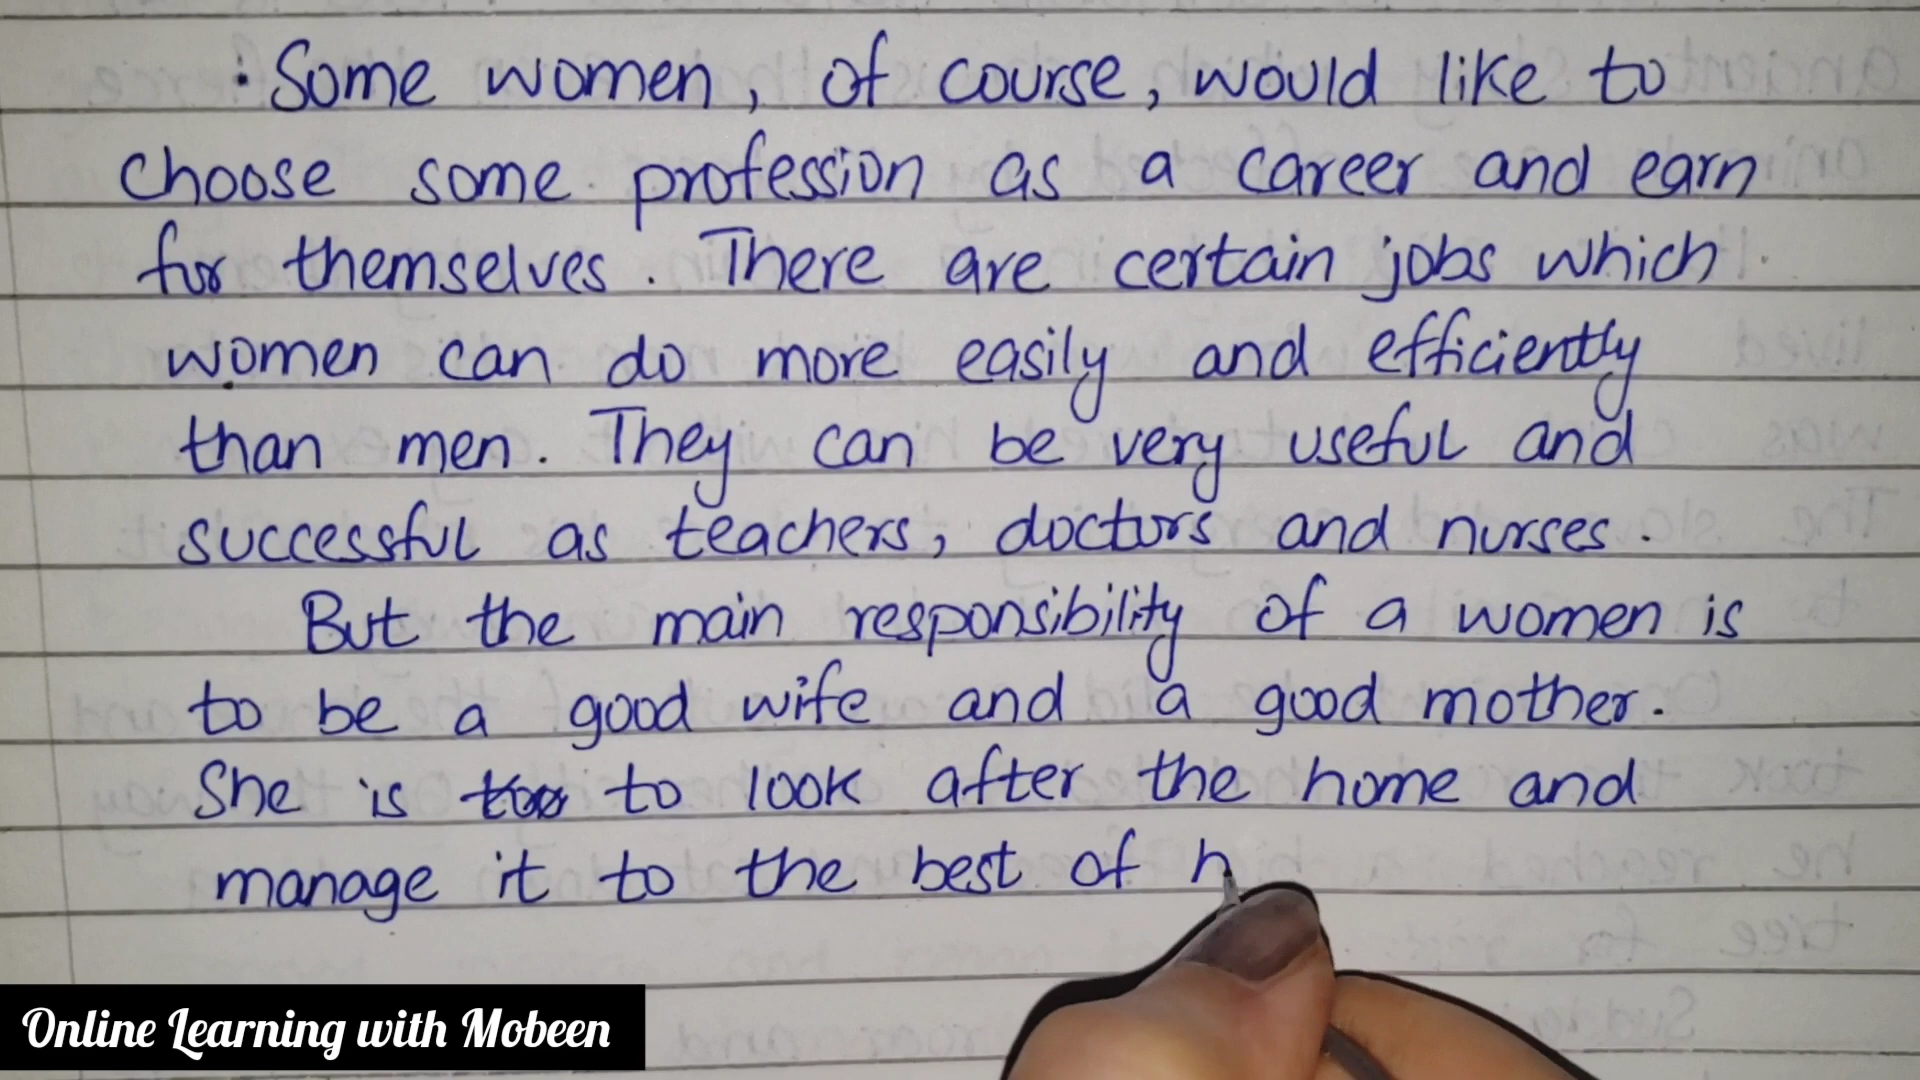 Some women, of course, would like to
choose some profession as a career and earn
for themselves. There are certain jobs which
women can do more easily and efficiently
than men. They can be very useful and
successful as teachers, doctors and nurses.
But the main responsibility of a women is
to be a good wife and a good mother.
She is to look after the home and
manage it to the best of h
Online Learning with Mobeen